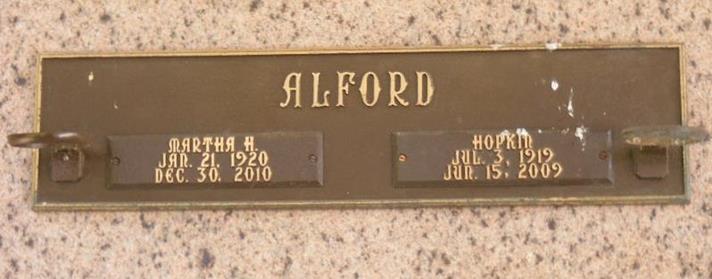 ALFORD
MARTHA H.
JAN. 21, 1920
DEC. 30, 2010
HOPKIN
JUL. 3, 1919
JUN. 15, 2009